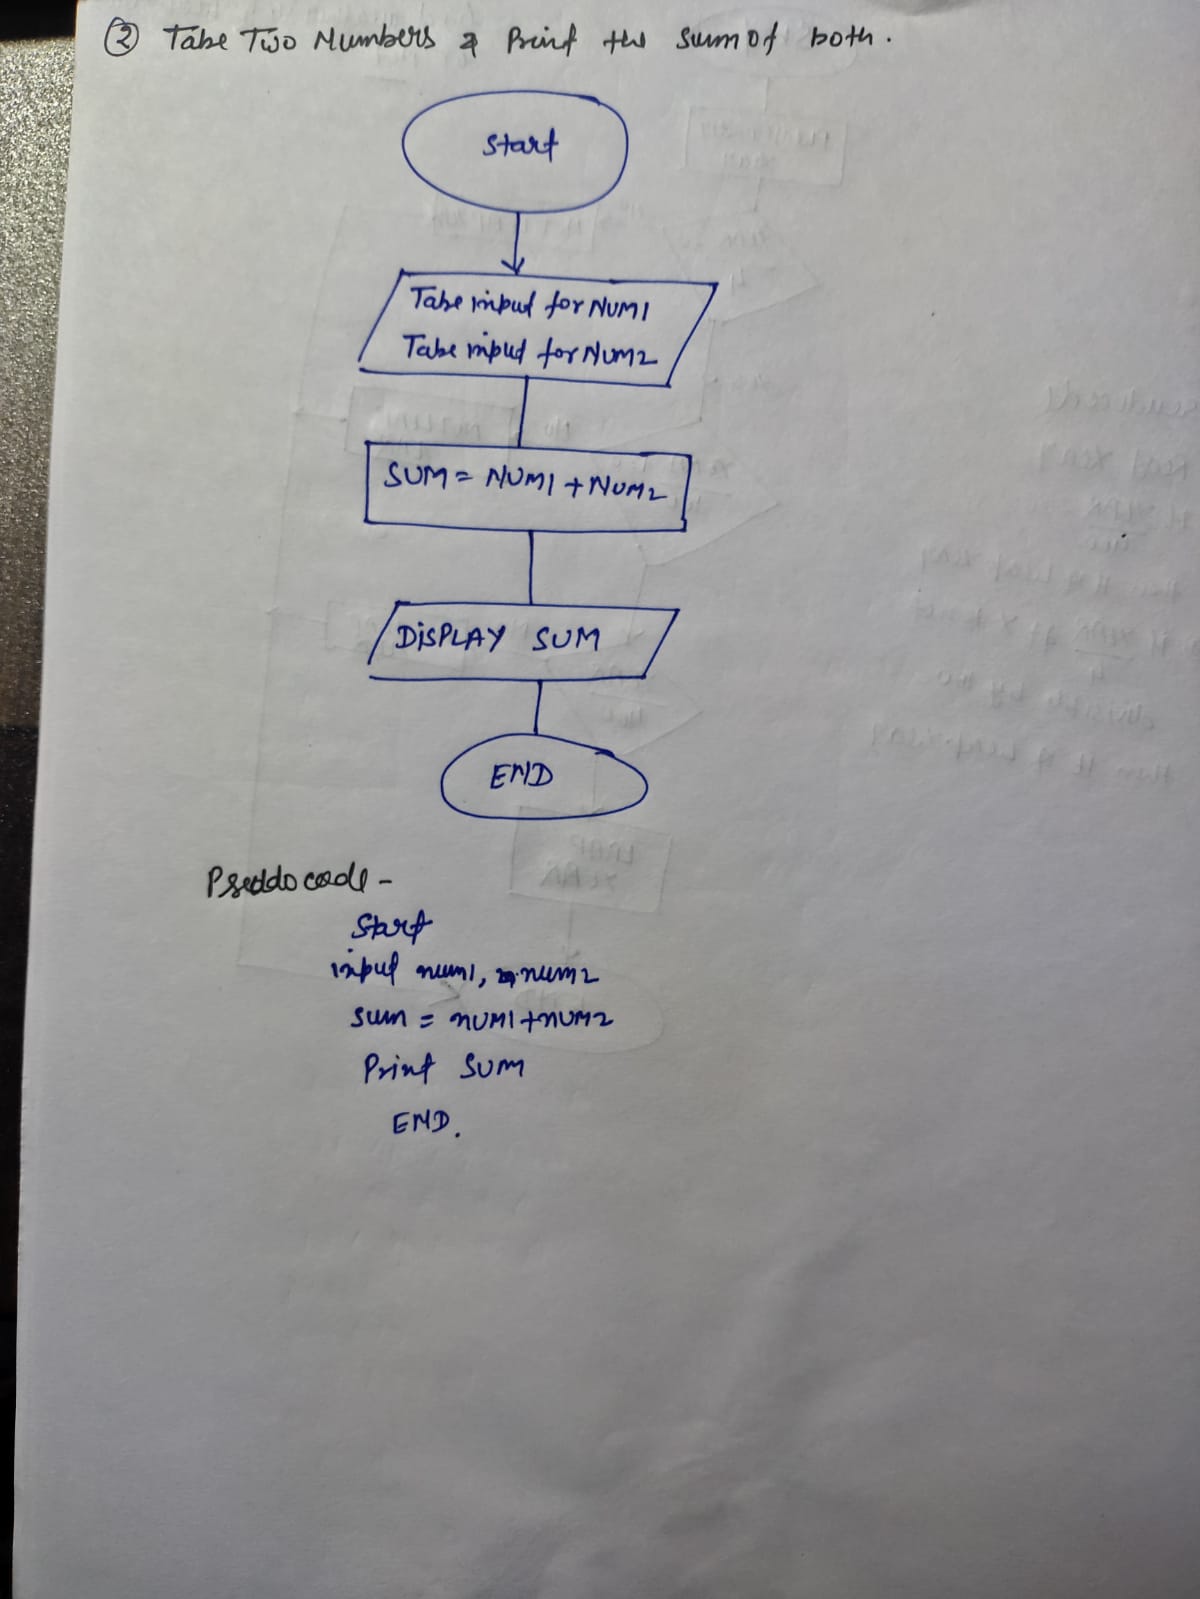 ② Take Two Numbers & Print the sum of both.
Start
Take input for NUM1
Take input for NUM2
SUM = NUM1 + NUM2
DISPLAY SUM
END
Pseddo code -
Start
input num1, num2
sum = num1+num2
Print SUM
END.